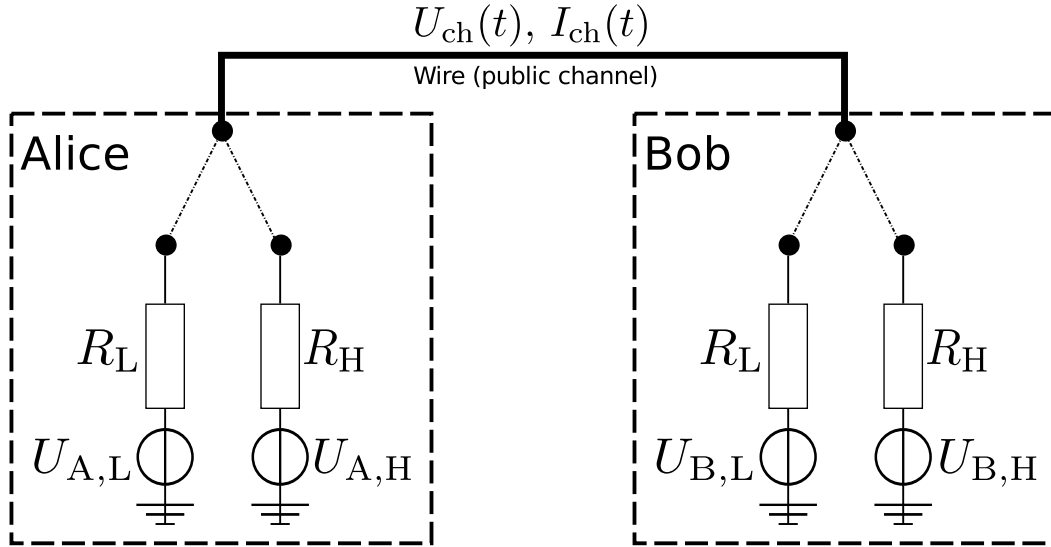 U_ch(t), I_ch(t)
Wire (public channel)
Alice
Bob
R_L
R_H
R_L
R_H
U_A,L
U_A,H
U_B,L
U_B,H